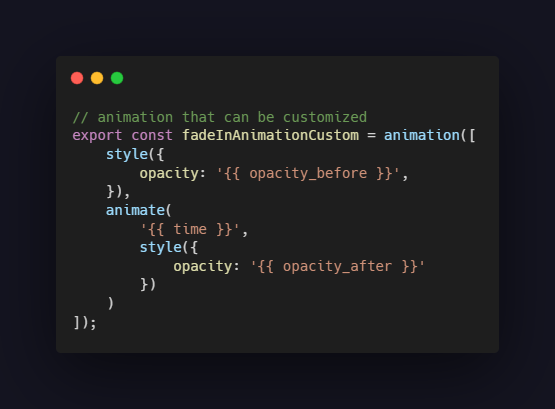 // animation that can be customized
export const fadeInAnimationCustom = animation([
    style({
        opacity: '{{ opacity_before }}',
    }),
    animate(
        '{{ time }}',
        style({
            opacity: '{{ opacity_after }}'
        })
    )
]);